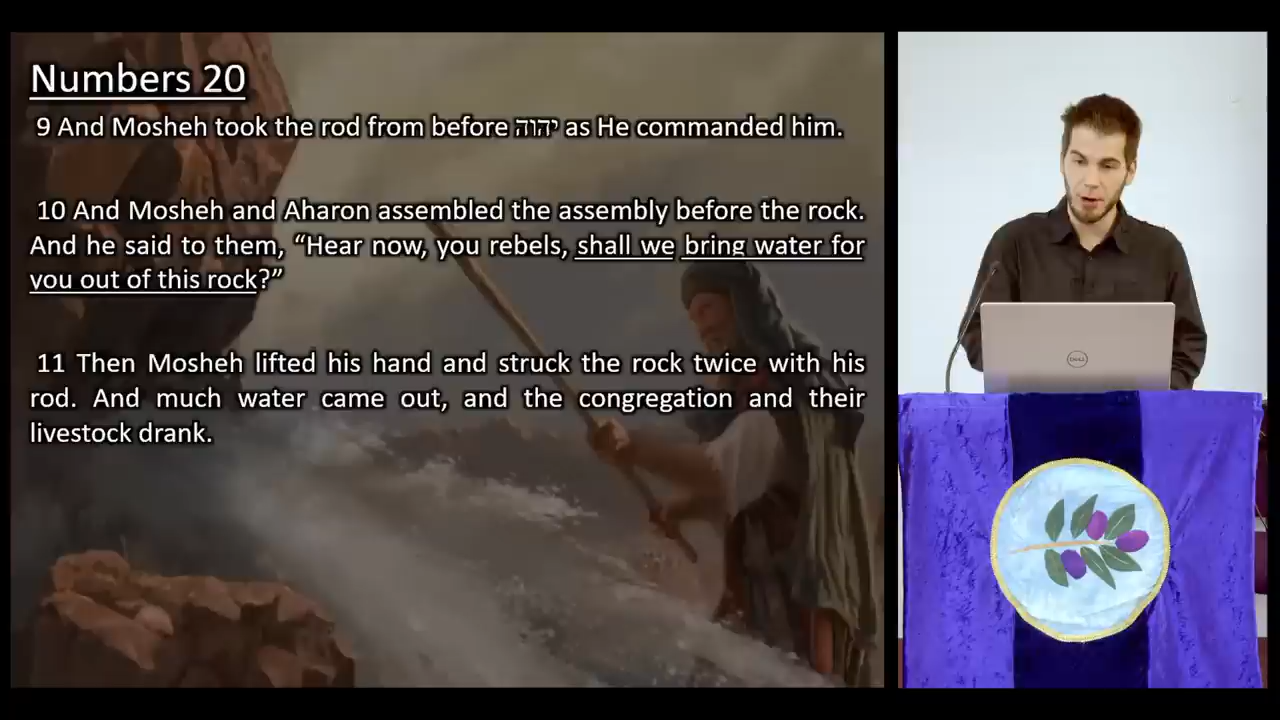 Numbers 20
9 And Mosheh took the rod from before יהוה as He commanded him.
10 And Mosheh and Aharon assembled the assembly before the rock.
And he said to them, “Hear now, you rebels, shall we bring water for
you out of this rock?”
11 Then Mosheh lifted his hand and struck the rock twice with his
rod. And much water came out, and the congregation and their
livestock drank.
DELL